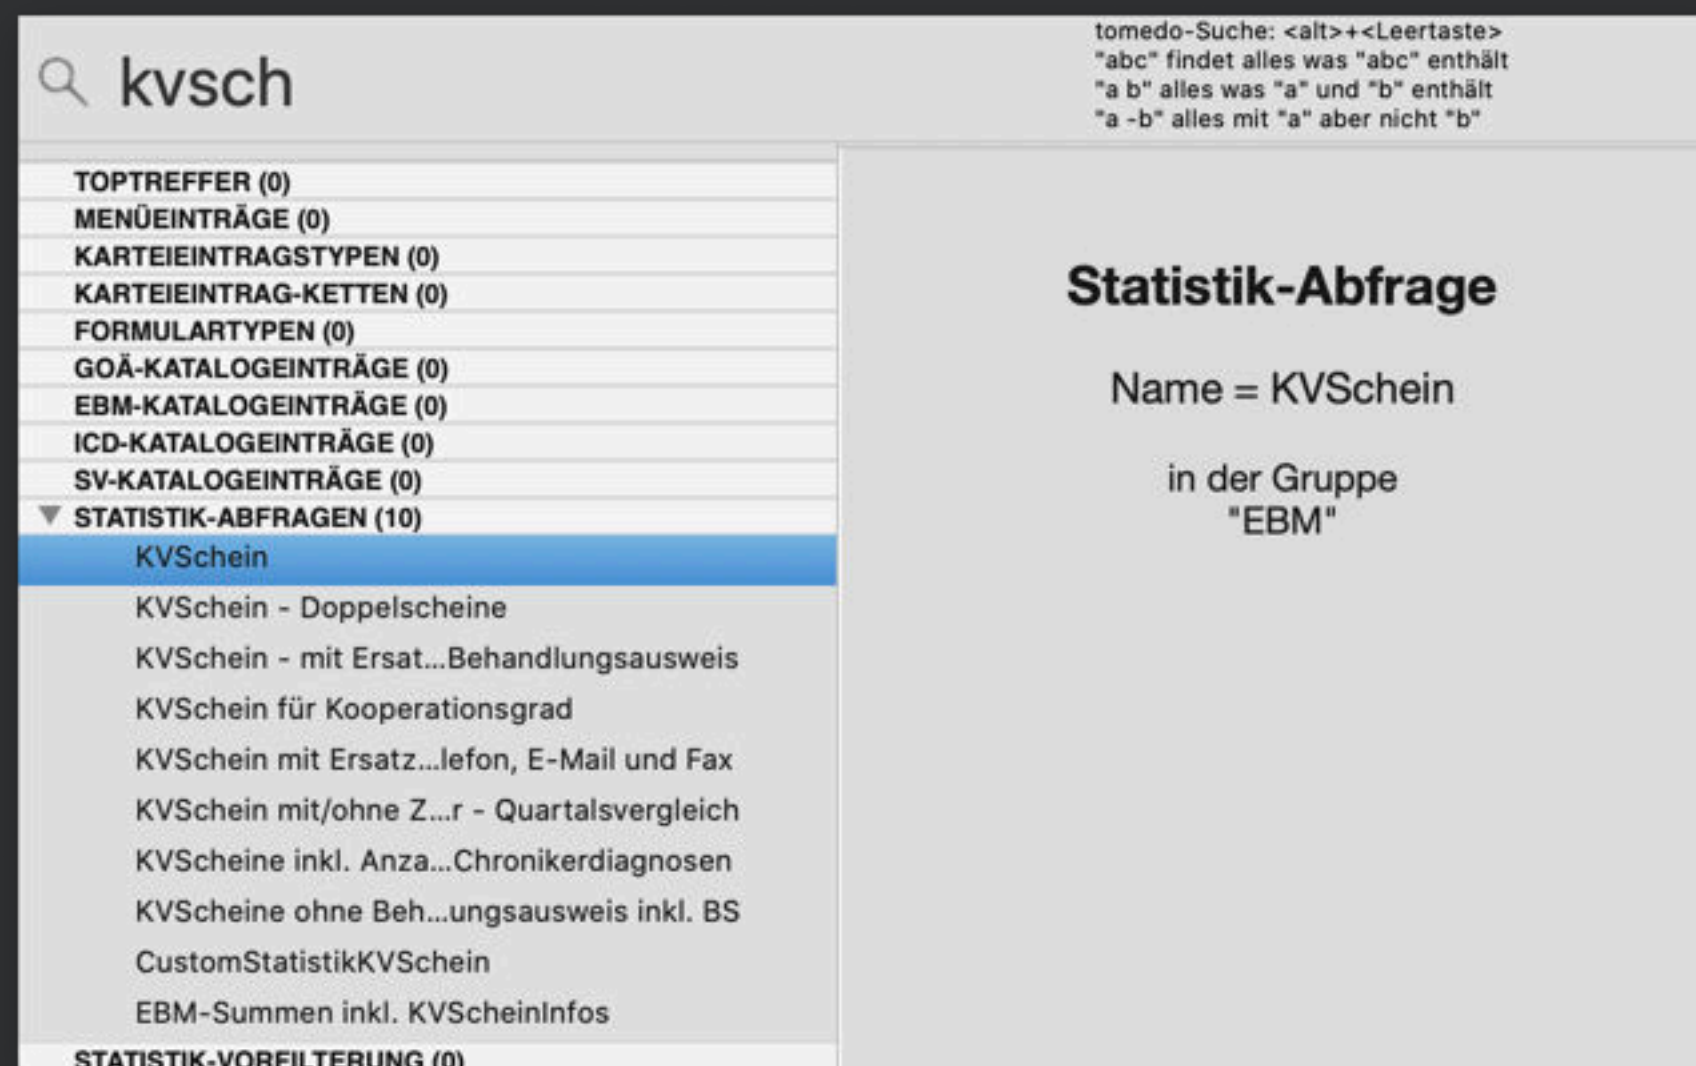 kvsch
tomedo-Suche: <alt>+<Leertaste>
"abc" findet alles was "abc" enthält
"a b" alles was "a" und "b" enthält
"a -b" alles mit "a" aber nicht "b"
TOPTREFFER (0)
MENÜEINTRÄGE (0)
KARTEIEINTRAGSTYPEN (0)
KARTEIEINTRAG-KETTEN (0)
FORMULARTYPEN (0)
GOÄ-KATALOGEINTRÄGE (0)
EBM-KATALOGEINTRÄGE (0)
ICD-KATALOGEINTRÄGE (0)
SV-KATALOGEINTRÄGE (0)
STATISTIK-ABFRAGEN (10)
KVSchein
KVSchein - Doppelscheine
KVSchein - mit Ersat...Behandlungsausweis
KVSchein für Kooperationsgrad
KVSchein mit Ersatz...lefon, E-Mail und Fax
KVSchein mit/ohne Z...r - Quartalsvergleich
KVScheine inkl. Anza...Chronikerdiagnosen
KVScheine ohne Beh...ungsausweis inkl. BS
CustomStatistikKVSchein
EBM-Summen inkl. KVScheinInfos
STATISTIK-VORFILTERUNG (0)
Statistik-Abfrage
Name = KVSchein
in der Gruppe
"EBM"